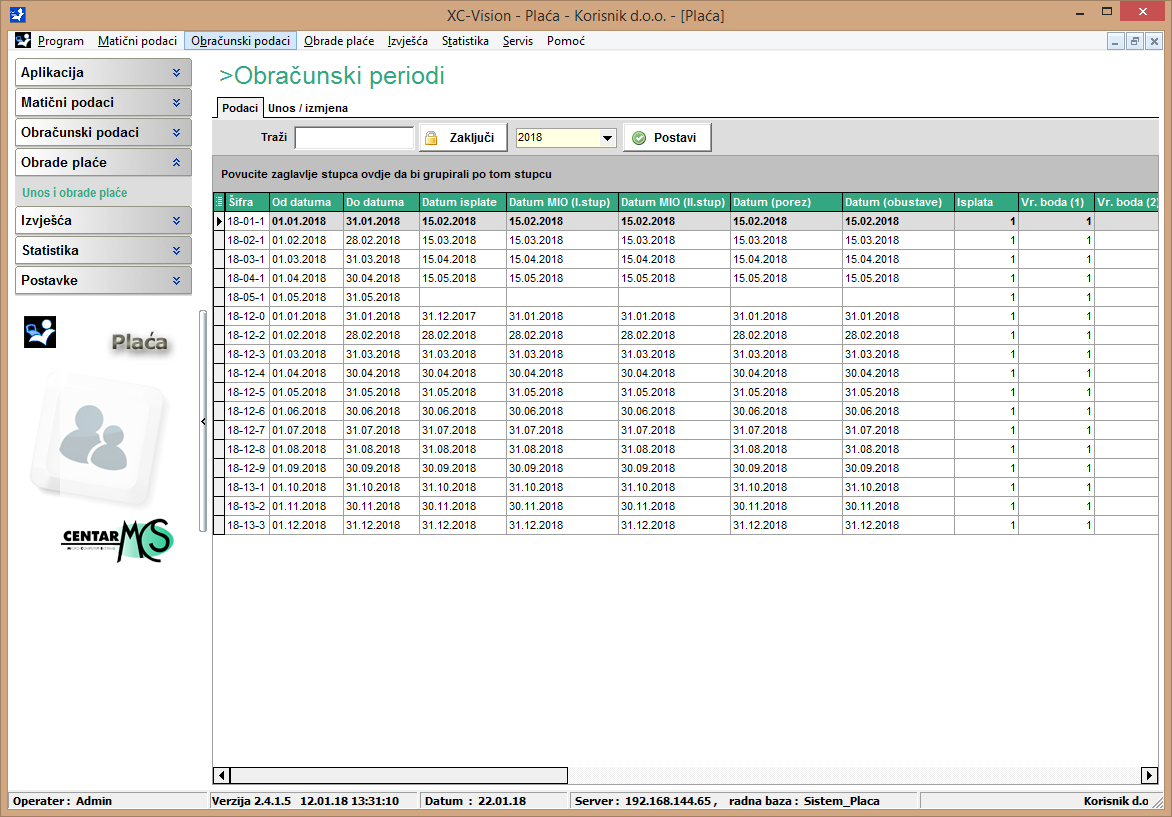 XC-Vision - Plaća - Korisnik d.o.o. - [Plaća]
Program Matični podaci Obračunski podaci Obrade plaće Izvješća Statistika Servis Pomoć
Aplikacija
Matični podaci
Obračunski podaci
Obrade plaće
Unos i obrade plaće
Izvješća
Statistika
Postavke
Plaća
CENTAR MCS
>Obračunski periodi
Podaci Unos / izmjena
Traži Zaključi 2018 Postavi
Povucite zaglavlje stupca ovdje da bi grupirali po tom stupcu
Šifra Od datuma Do datuma Datum isplate Datum MIO (I.stup) Datum MIO (II.stup) Datum (porez) Datum (obustave) Isplata Vr. boda (1) Vr. boda (2)
18-01-1 01.01.2018 31.01.2018 15.02.2018 15.02.2018 15.02.2018 15.02.2018 15.02.2018 1 1
18-02-1 01.02.2018 28.02.2018 15.03.2018 15.03.2018 15.03.2018 15.03.2018 15.03.2018 1 1
18-03-1 01.03.2018 31.03.2018 15.04.2018 15.04.2018 15.04.2018 15.04.2018 15.04.2018 1 1
18-04-1 01.04.2018 30.04.2018 15.05.2018 15.05.2018 15.05.2018 15.05.2018 15.05.2018 1 1
18-05-1 01.05.2018 31.05.2018 1 1
18-12-0 01.01.2018 31.01.2018 31.12.2017 31.01.2018 31.01.2018 31.01.2018 31.01.2018 1 1
18-12-2 01.02.2018 28.02.2018 28.02.2018 28.02.2018 28.02.2018 28.02.2018 28.02.2018 1 1
18-12-3 01.03.2018 31.03.2018 31.03.2018 31.03.2018 31.03.2018 31.03.2018 31.03.2018 1 1
18-12-4 01.04.2018 30.04.2018 30.04.2018 30.04.2018 30.04.2018 30.04.2018 30.04.2018 1 1
18-12-5 01.05.2018 31.05.2018 31.05.2018 31.05.2018 31.05.2018 31.05.2018 31.05.2018 1 1
18-12-6 01.06.2018 30.06.2018 30.06.2018 30.06.2018 30.06.2018 30.06.2018 30.06.2018 1 1
18-12-7 01.07.2018 31.07.2018 31.07.2018 31.07.2018 31.07.2018 31.07.2018 31.07.2018 1 1
18-12-8 01.08.2018 31.08.2018 31.08.2018 31.08.2018 31.08.2018 31.08.2018 31.08.2018 1 1
18-12-9 01.09.2018 30.09.2018 30.09.2018 30.09.2018 30.09.2018 30.09.2018 30.09.2018 1 1
18-13-1 01.10.2018 31.10.2018 31.10.2018 31.10.2018 31.10.2018 31.10.2018 31.10.2018 1 1
18-13-2 01.11.2018 30.11.2018 30.11.2018 30.11.2018 30.11.2018 30.11.2018 30.11.2018 1 1
18-13-3 01.12.2018 31.12.2018 31.12.2018 31.12.2018 31.12.2018 31.12.2018 31.12.2018 1 1
Operater : Admin Verzija 2.4.1.5 12.01.18 13:31:10 Datum : 22.01.18 Server : 192.168.144.65 , radna baza : Sistem_Placa Korisnik d.o